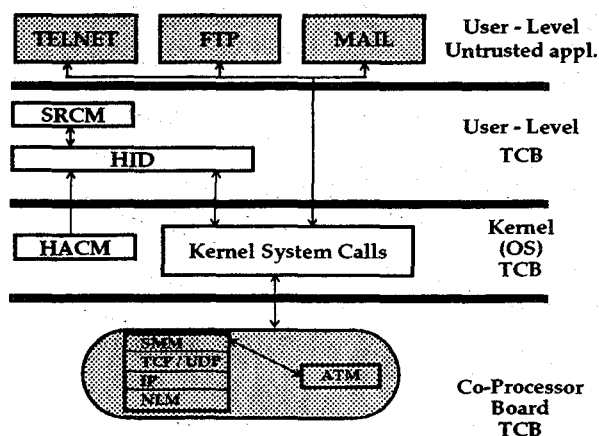 TELNET FTP MAIL
User - Level
Untrusted appl.
SRCM
HID
User - Level
TCB
HACM
Kernel System Calls
Kernel
(OS)
TCB
SMM
TCP / UDP
IP
NLM
ATM
Co-Processor
Board
TCB